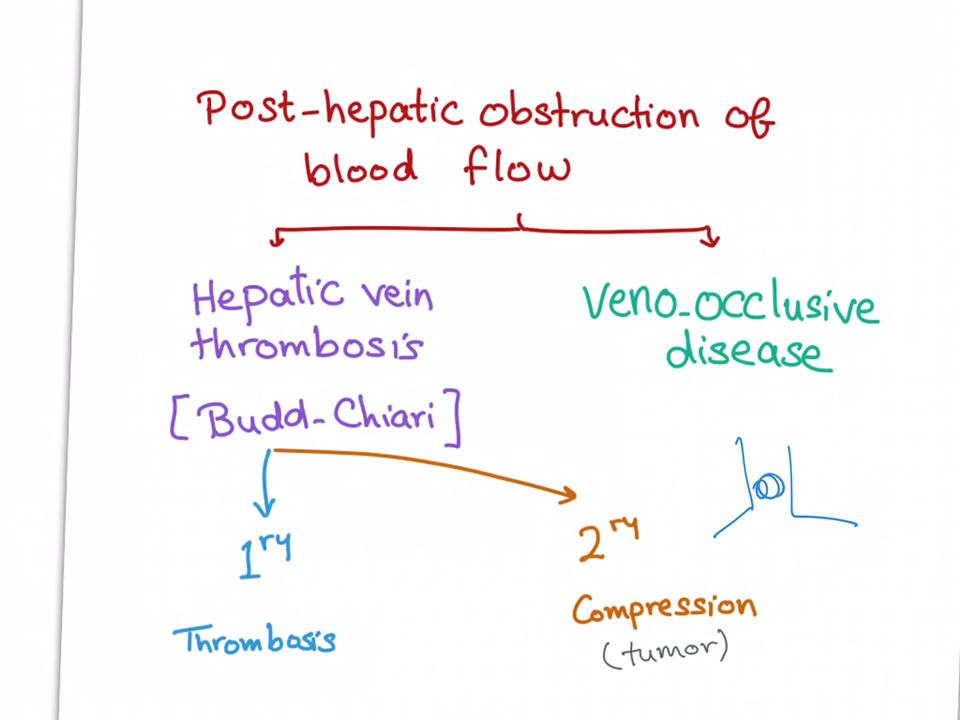 Post-hepatic obstruction of
blood flow
Hepatic vein
thrombosis
[Budd-Chiari]
Veno-occlusive
disease
1ry
Thrombosis
2ry
Compression
(tumor)